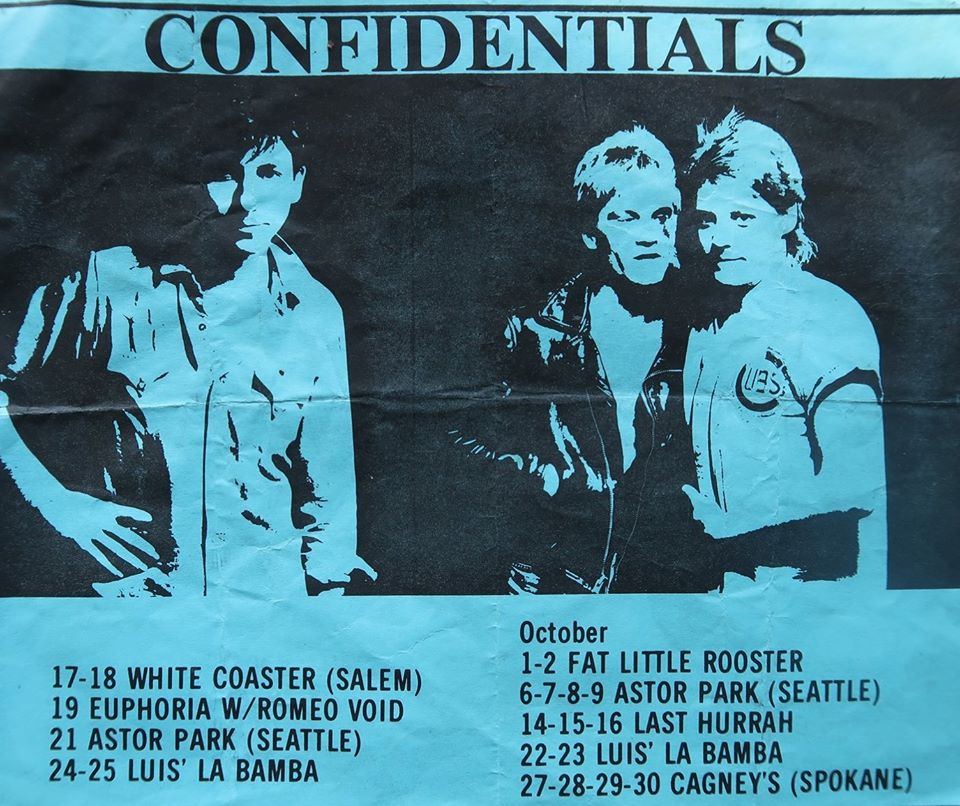 CONFIDENTIALS
CUBS
17-18 WHITE COASTER (SALEM)
19 EUPHORIA W/ROMEO VOID
21 ASTOR PARK (SEATTLE)
24-25 LUIS' LA BAMBA
October
1-2 FAT LITTLE ROOSTER
6-7-8-9 ASTOR PARK (SEATTLE)
14-15-16 LAST HURRAH
22-23 LUIS' LA BAMBA
27-28-29-30 CAGNEY'S (SPOKANE)